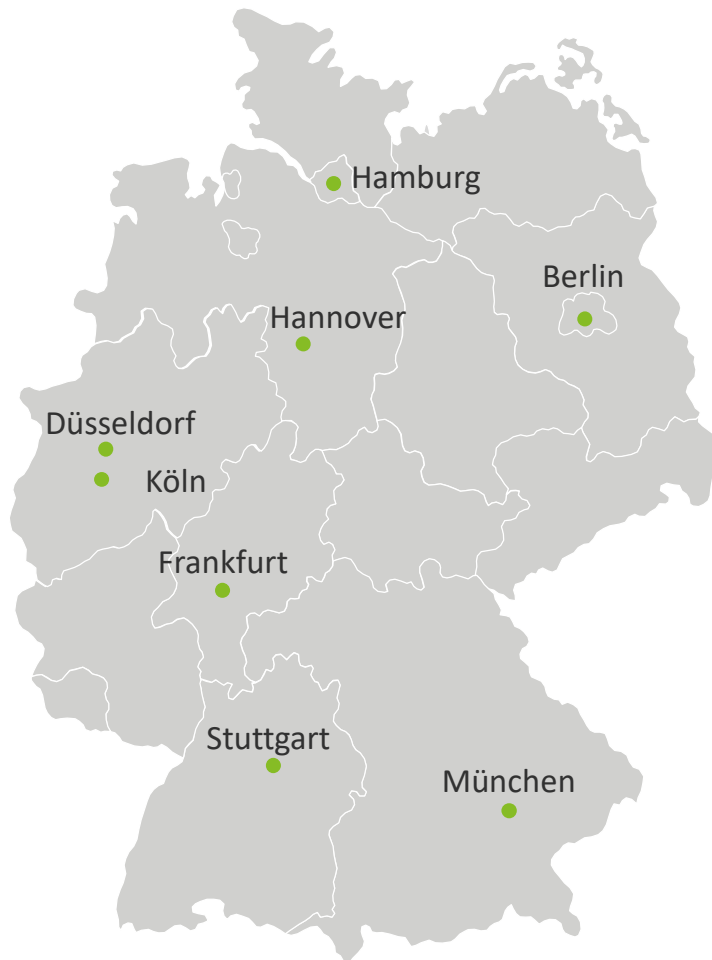 Hamburg
Berlin
Hannover
Düsseldorf
Köln
Frankfurt
Stuttgart
München